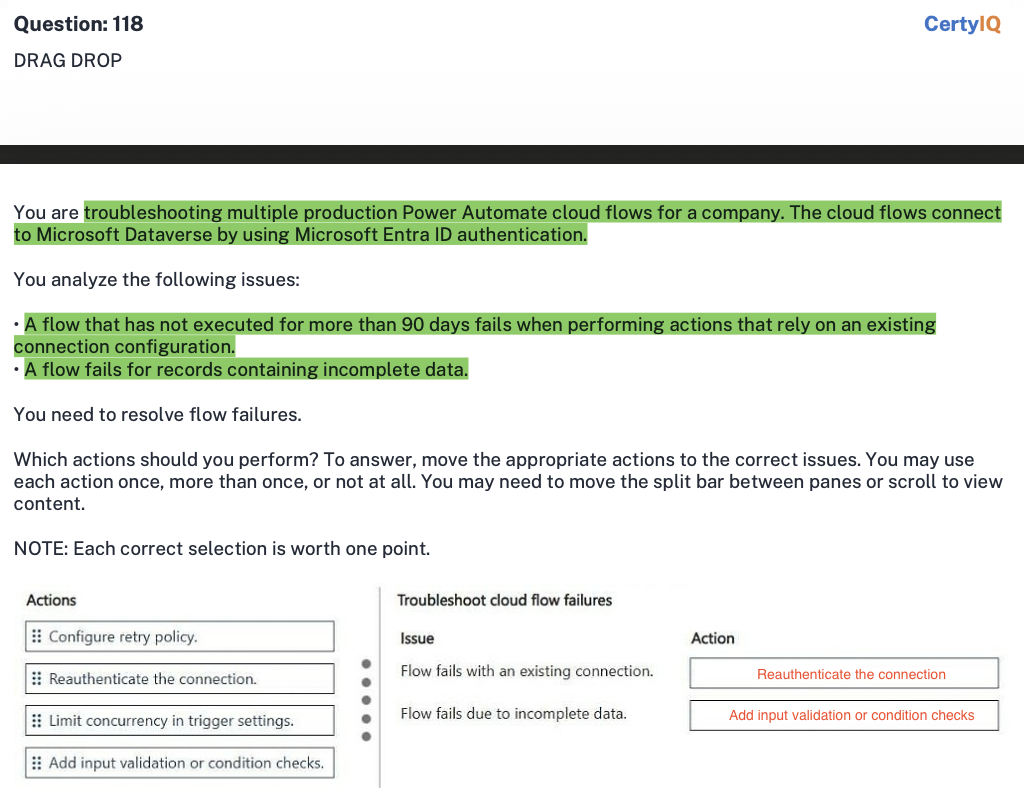 Question: 118
CertyIQ
DRAG DROP
You are troubleshooting multiple production Power Automate cloud flows for a company. The cloud flows connect
to Microsoft Dataverse by using Microsoft Entra ID authentication.
You analyze the following issues:
• A flow that has not executed for more than 90 days fails when performing actions that rely on an existing
connection configuration.
• A flow fails for records containing incomplete data.
You need to resolve flow failures.
Which actions should you perform? To answer, move the appropriate actions to the correct issues. You may use
each action once, more than once, or not at all. You may need to move the split bar between panes or scroll to view
content.
NOTE: Each correct selection is worth one point.
Actions
Configure retry policy.
Reauthenticate the connection.
Limit concurrency in trigger settings.
Add input validation or condition checks.
Troubleshoot cloud flow failures
Issue
Action
Flow fails with an existing connection.
Reauthenticate the connection
Flow fails due to incomplete data.
Add input validation or condition checks